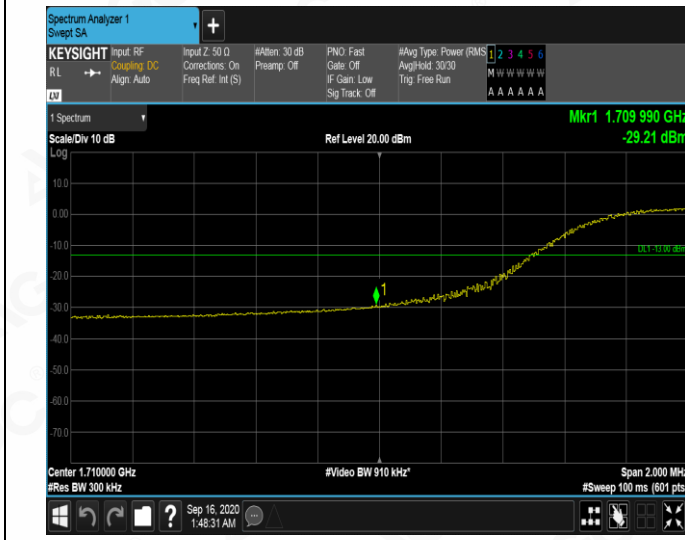 Spectrum Analyzer 1
Swept SA
+
KEYSIGHT
RL
LXI
Input: RF
Coupling: DC
Align: Auto
Input Z: 50 Ω
Corrections: On
Freq Ref: Int (S)
#Atten: 30 dB
Preamp: Off
PNO: Fast
Gate: Off
IF Gain: Low
Sig Track: Off
#Avg Type: Power (RMS
Avg|Hold: 30/30
Trig: Free Run
1 2 3 4 5 6
M W W W W W
A A A A A A
1 Spectrum
Scale/Div 10 dB
Log
Ref Level 20.00 dBm
Mkr1 1.709 990 GHz
-29.21 dBm
10.0
0.00
-10.0
DL1 -13.00 dBm
-20.0
1
-30.0
-40.0
-50.0
-60.0
-70.0
Center 1.710000 GHz
#Res BW 300 kHz
#Video BW 910 kHz*
Span 2.000 MHz
#Sweep 100 ms (601 pts
?
Sep 16, 2020
1:48:31 AM